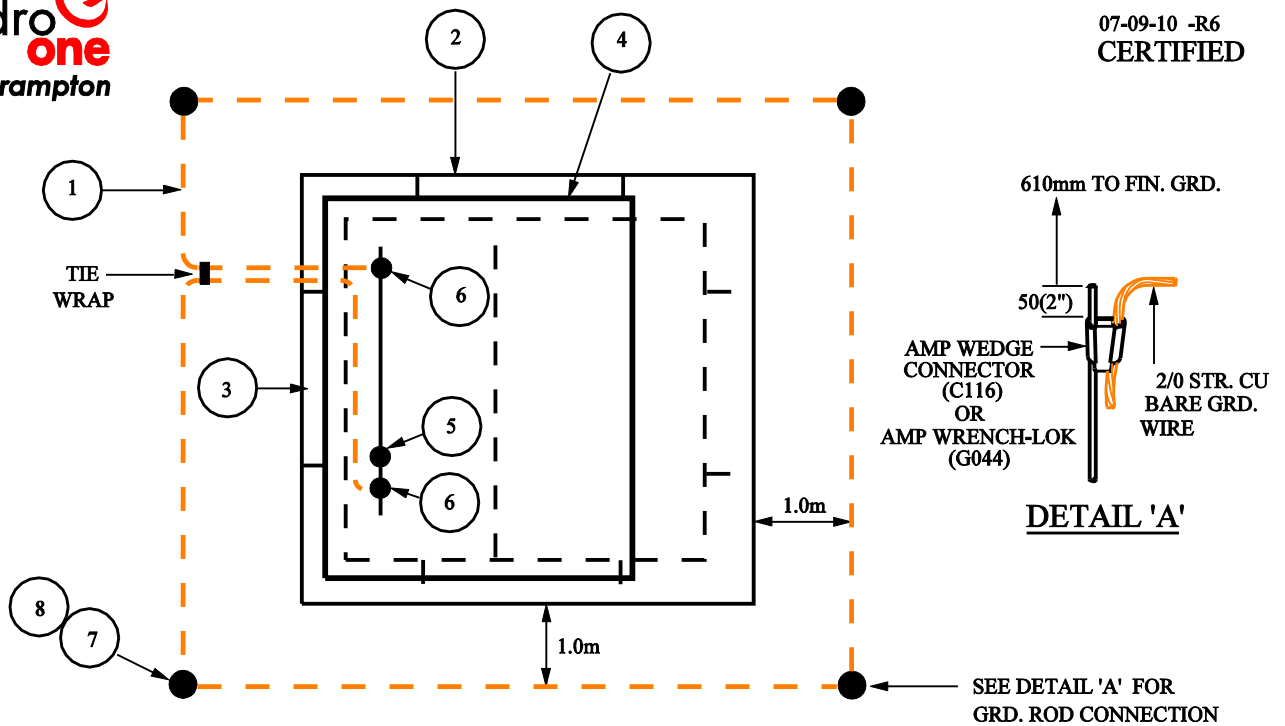 dro
one
rampton
07-09-10 -R6
CERTIFIED
2
4
1
610mm TO FIN. GRD.
TIE
WRAP
6
50(2")
AMP WEDGE
CONNECTOR
(C116)
OR
AMP WRENCH-LOK
(G044)
2/0 STR. CU
BARE GRD.
WIRE
3
5
6
1.0m
DETAIL 'A'
8
7
1.0m
SEE DETAIL 'A' FOR
GRD. ROD CONNECTION